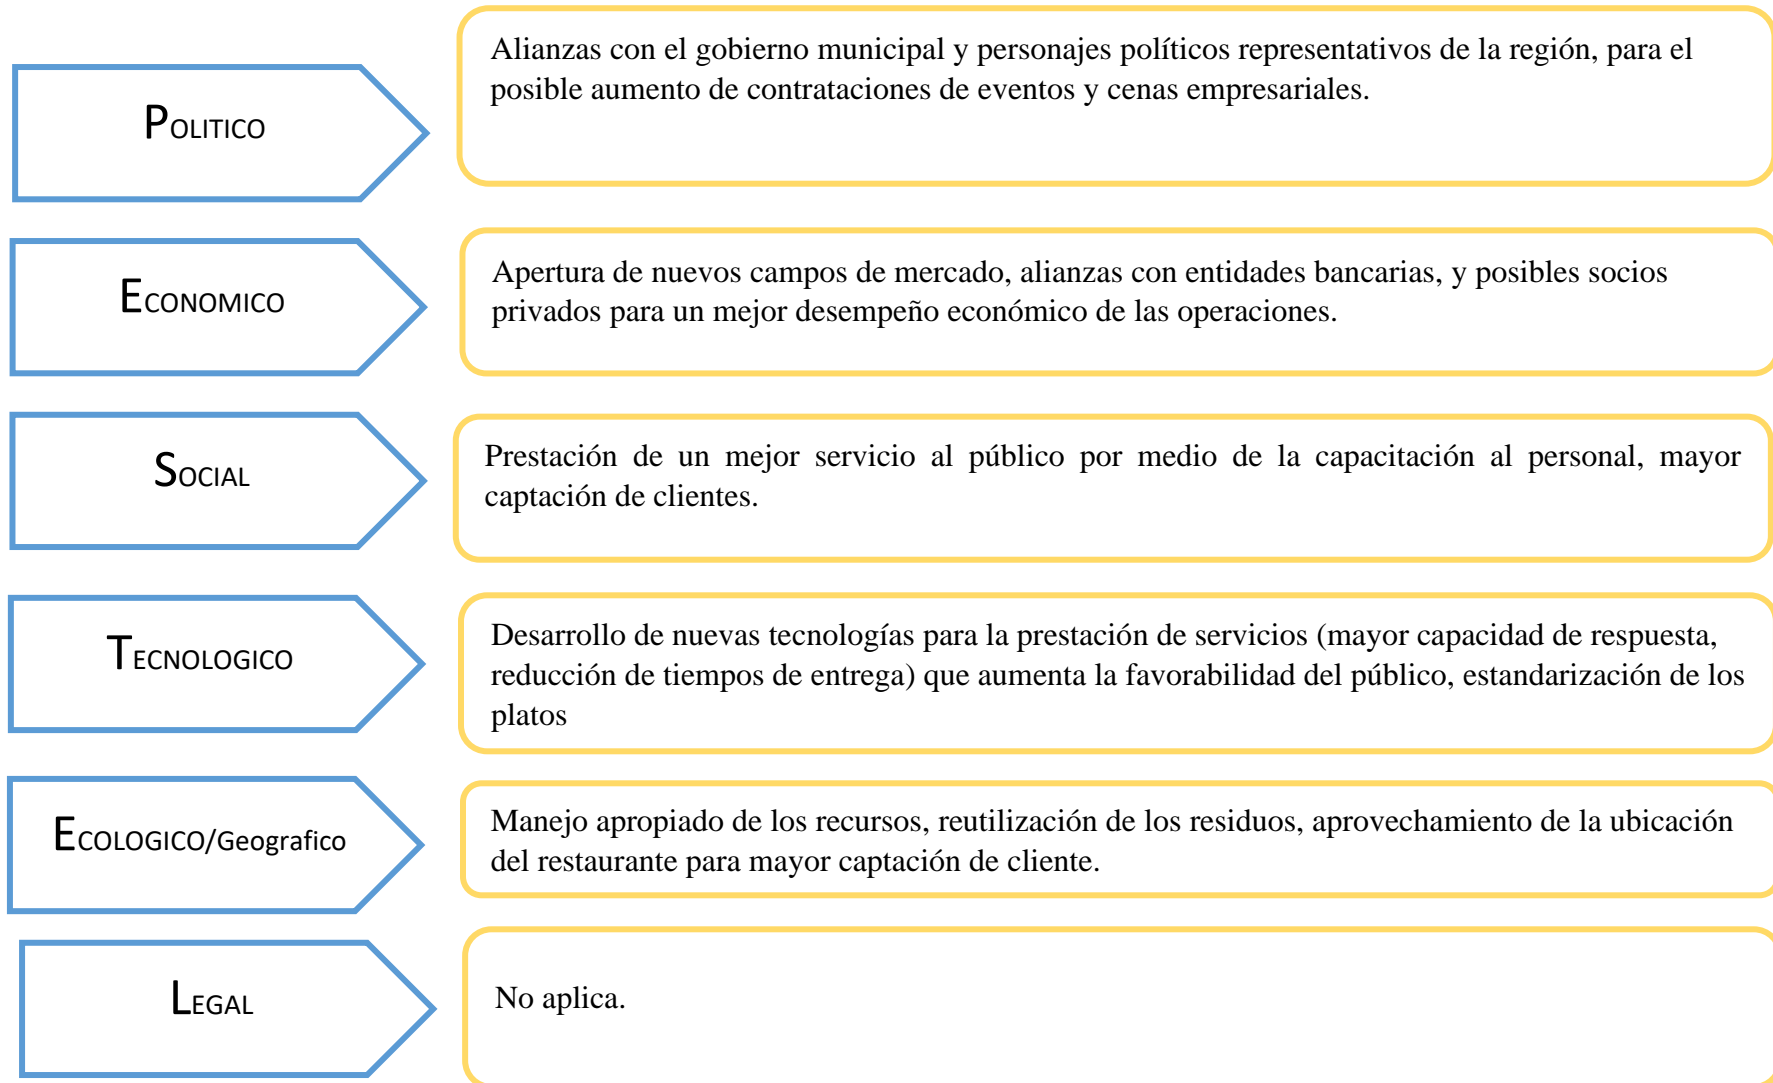 POLITICO
Alianzas con el gobierno municipal y personajes políticos representativos de la región, para el
posible aumento de contrataciones de eventos y cenas empresariales.
ECONOMICO
Apertura de nuevos campos de mercado, alianzas con entidades bancarias, y posibles socios
privados para un mejor desempeño económico de las operaciones.
SOCIAL
Prestación de un mejor servicio al público por medio de la capacitación al personal, mayor
captación de clientes.
TECNOLOGICO
Desarrollo de nuevas tecnologías para la prestación de servicios (mayor capacidad de respuesta,
reducción de tiempos de entrega) que aumenta la favorabilidad del público, estandarización de los
platos
ECOLOGICO/Geografico
Manejo apropiado de los recursos, reutilización de los residuos, aprovechamiento de la ubicación
del restaurante para mayor captación de cliente.
LEGAL
No aplica.